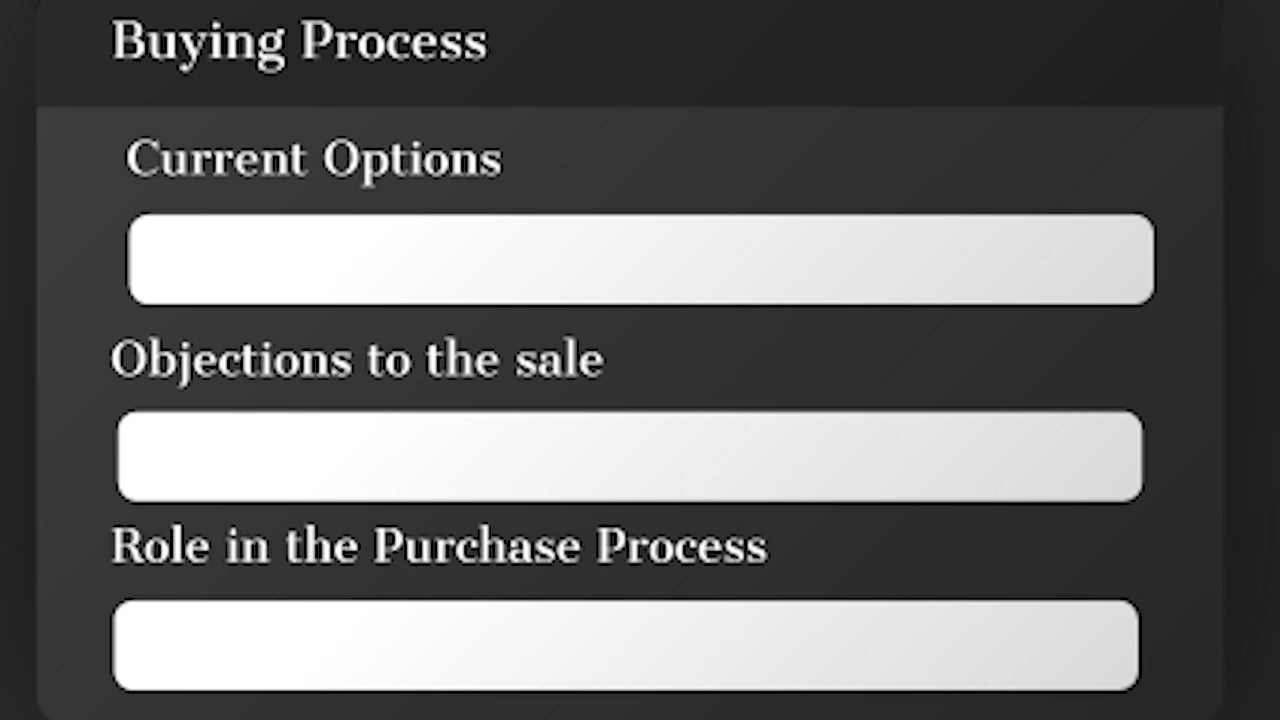 Buying Process
Current Options
Objections to the sale
Role in the Purchase Process